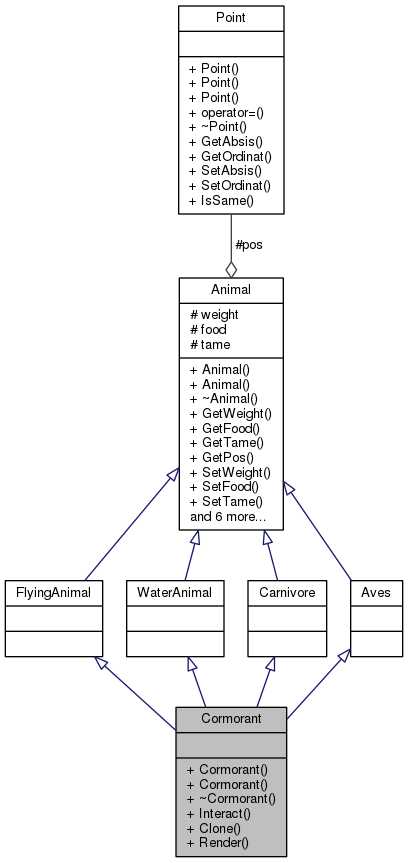 Point
+ Point()
+ Point()
+ Point()
+ operator=()
+ ~Point()
+ GetAbsis()
+ GetOrdinat()
+ SetAbsis()
+ SetOrdinat()
+ IsSame()
#pos
Animal
# weight
# food
# tame
+ Animal()
+ Animal()
+ ~Animal()
+ GetWeight()
+ GetFood()
+ GetTame()
+ GetPos()
+ SetWeight()
+ SetFood()
+ SetTame()
and 6 more...
FlyingAnimal
WaterAnimal
Carnivore
Aves
Cormorant
+ Cormorant()
+ Cormorant()
+ ~Cormorant()
+ Interact()
+ Clone()
+ Render()